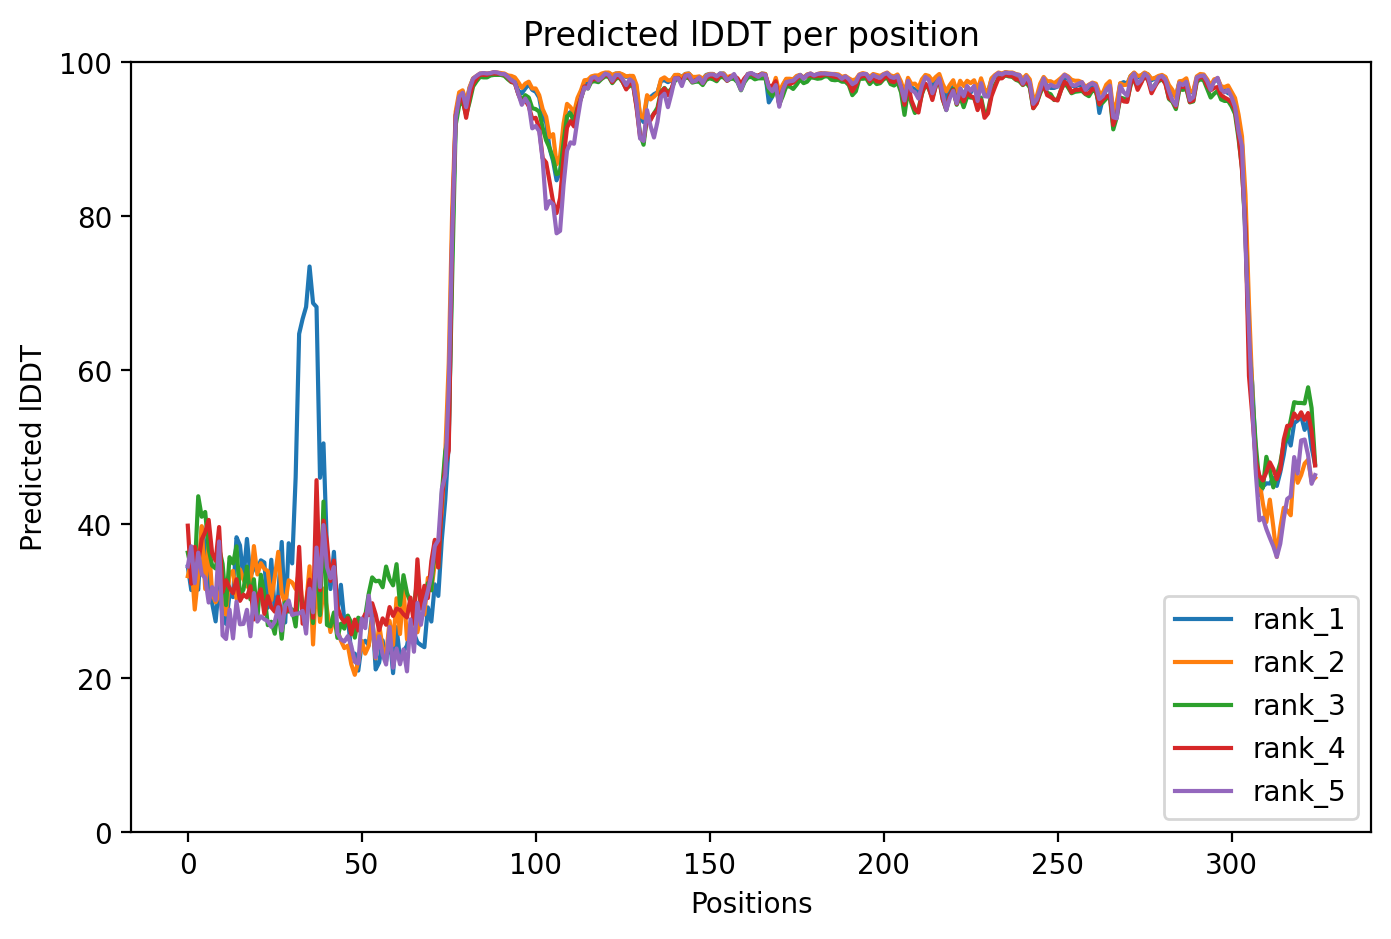 Predicted lDDT per position
Predicted lDDT
100
80
60
40
20
0
0 50 100 150 200 250 300
Positions
rank_1
rank_2
rank_3
rank_4
rank_5